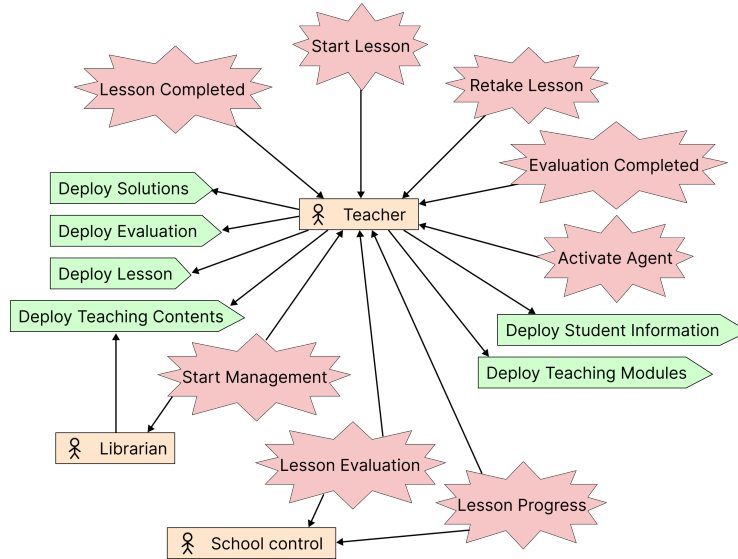 Start Lesson
Lesson Completed
Retake Lesson
Evaluation Completed
Deploy Solutions
Teacher
Deploy Evaluation
Activate Agent
Deploy Lesson
Deploy Teaching Contents
Deploy Student Information
Deploy Teaching Modules
Start Management
Librarian
Lesson Evaluation
Lesson Progress
School control